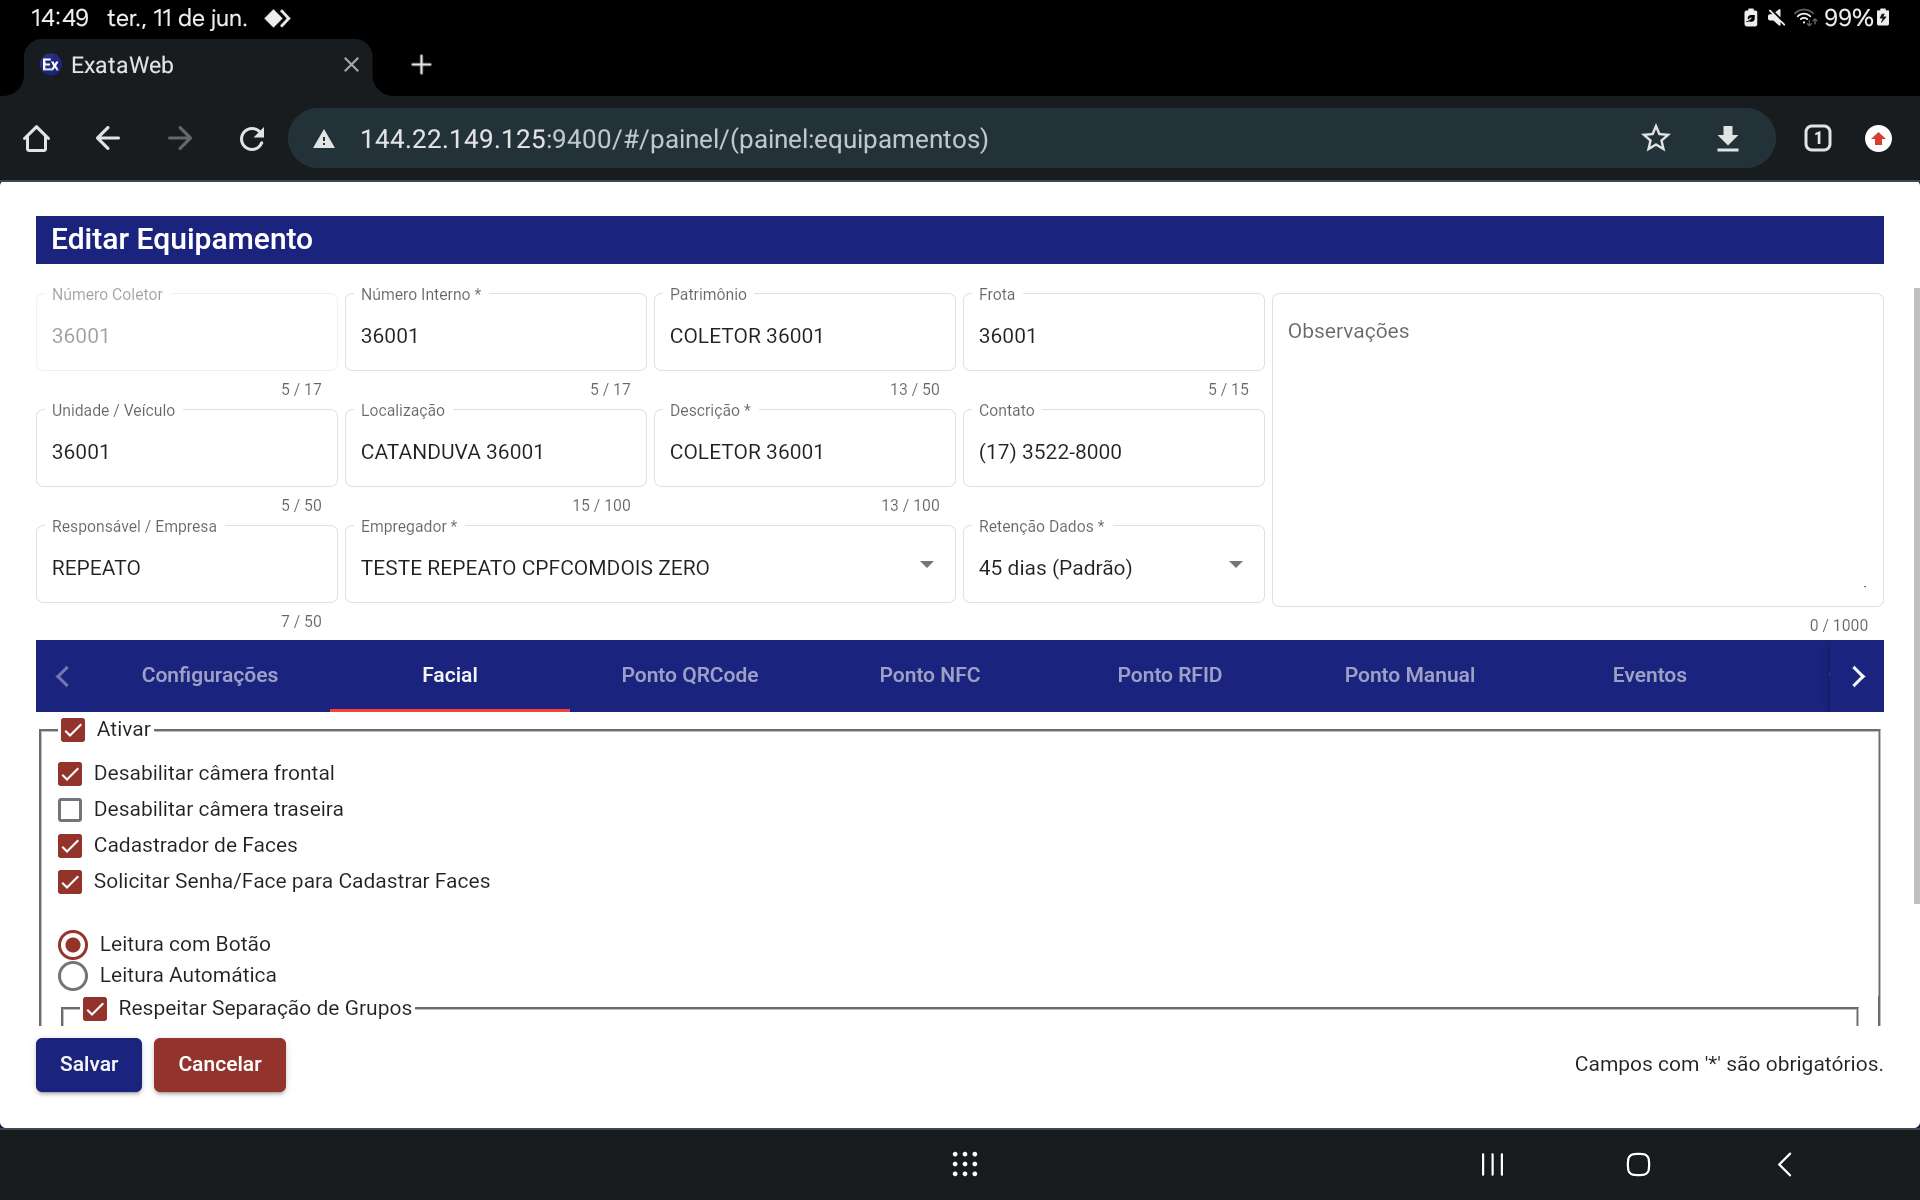 14:49 ter., 11 de jun. 99%
Ex ExataWeb
144.22.149.125:9400/#/painel/(painel:equipamentos) 1
Editar Equipamento
Número Coletor Número Interno * Patrimônio Frota
36001 36001 COLETOR 36001 36001 Observações
5 / 17 5 / 17 13 / 50 5 / 15
Unidade / Veículo Localização Descrição * Contato
36001 CATANDUVA 36001 COLETOR 36001 (17) 3522-8000
5 / 50 15 / 100 13 / 100
Responsável / Empresa Empregador * Retenção Dados *
REPEATO TESTE REPEATO CPFCOMDOIS ZERO 45 dias (Padrão)
7 / 50 0 / 1000
Configurações Facial Ponto QRCode Ponto NFC Ponto RFID Ponto Manual Eventos
Ativar
Desabilitar câmera frontal
Desabilitar câmera traseira
Cadastrador de Faces
Solicitar Senha/Face para Cadastrar Faces
Leitura com Botão
Leitura Automática
Respeitar Separação de Grupos
Salvar Cancelar Campos com '*' são obrigatórios.